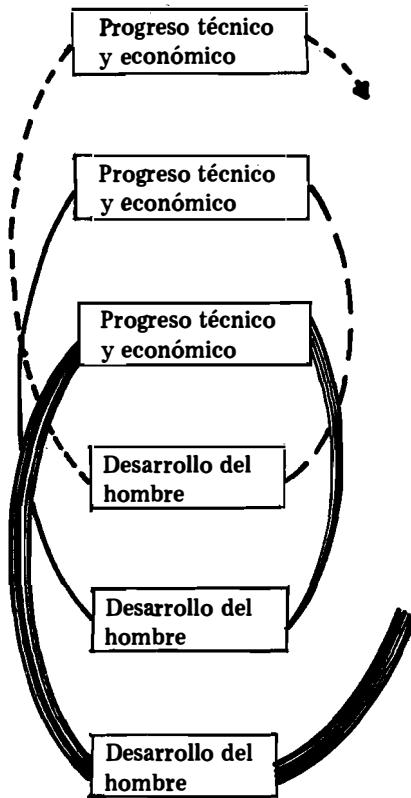 Progreso técnico
y económico
Progreso técnico
y económico
Progreso técnico
y económico
Desarrollo del
hombre
Desarrollo del
hombre
Desarrollo del
hombre